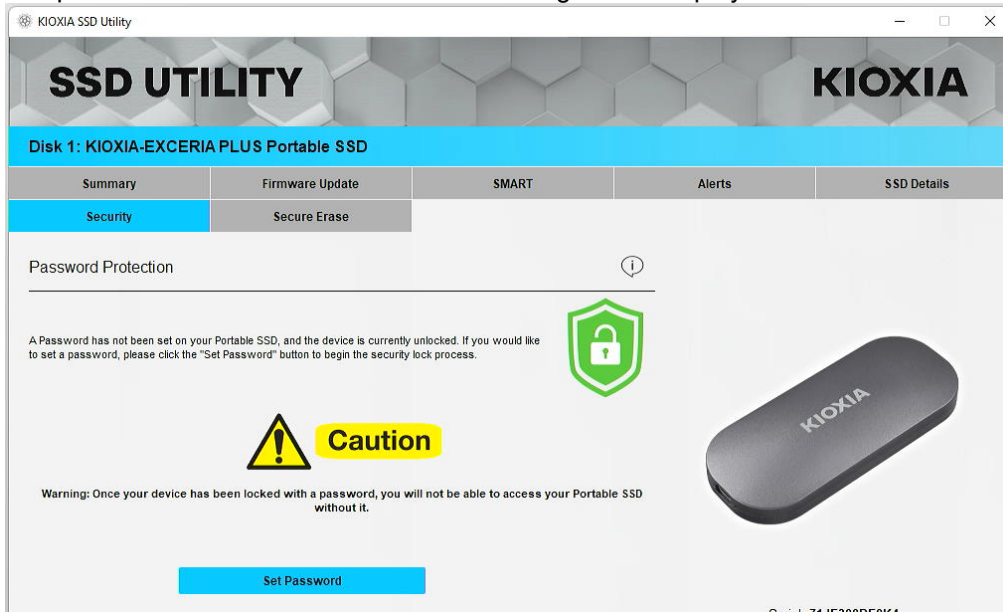 KIOXIA SSD Utility
SSD UTILITY
KIOXIA
Disk 1: KIOXIA-EXCERIA PLUS Portable SSD
Summary Firmware Update SMART Alerts SSD Details
Security Secure Erase
Password Protection
A Password has not been set on your Portable SSD, and the device is currently unlocked. If you would like
to set a password, please click the "Set Password" button to begin the security lock process.
KIOXIA
Caution
Warning: Once your device has been locked with a password, you will not be able to access your Portable SSD
without it.
Set Password